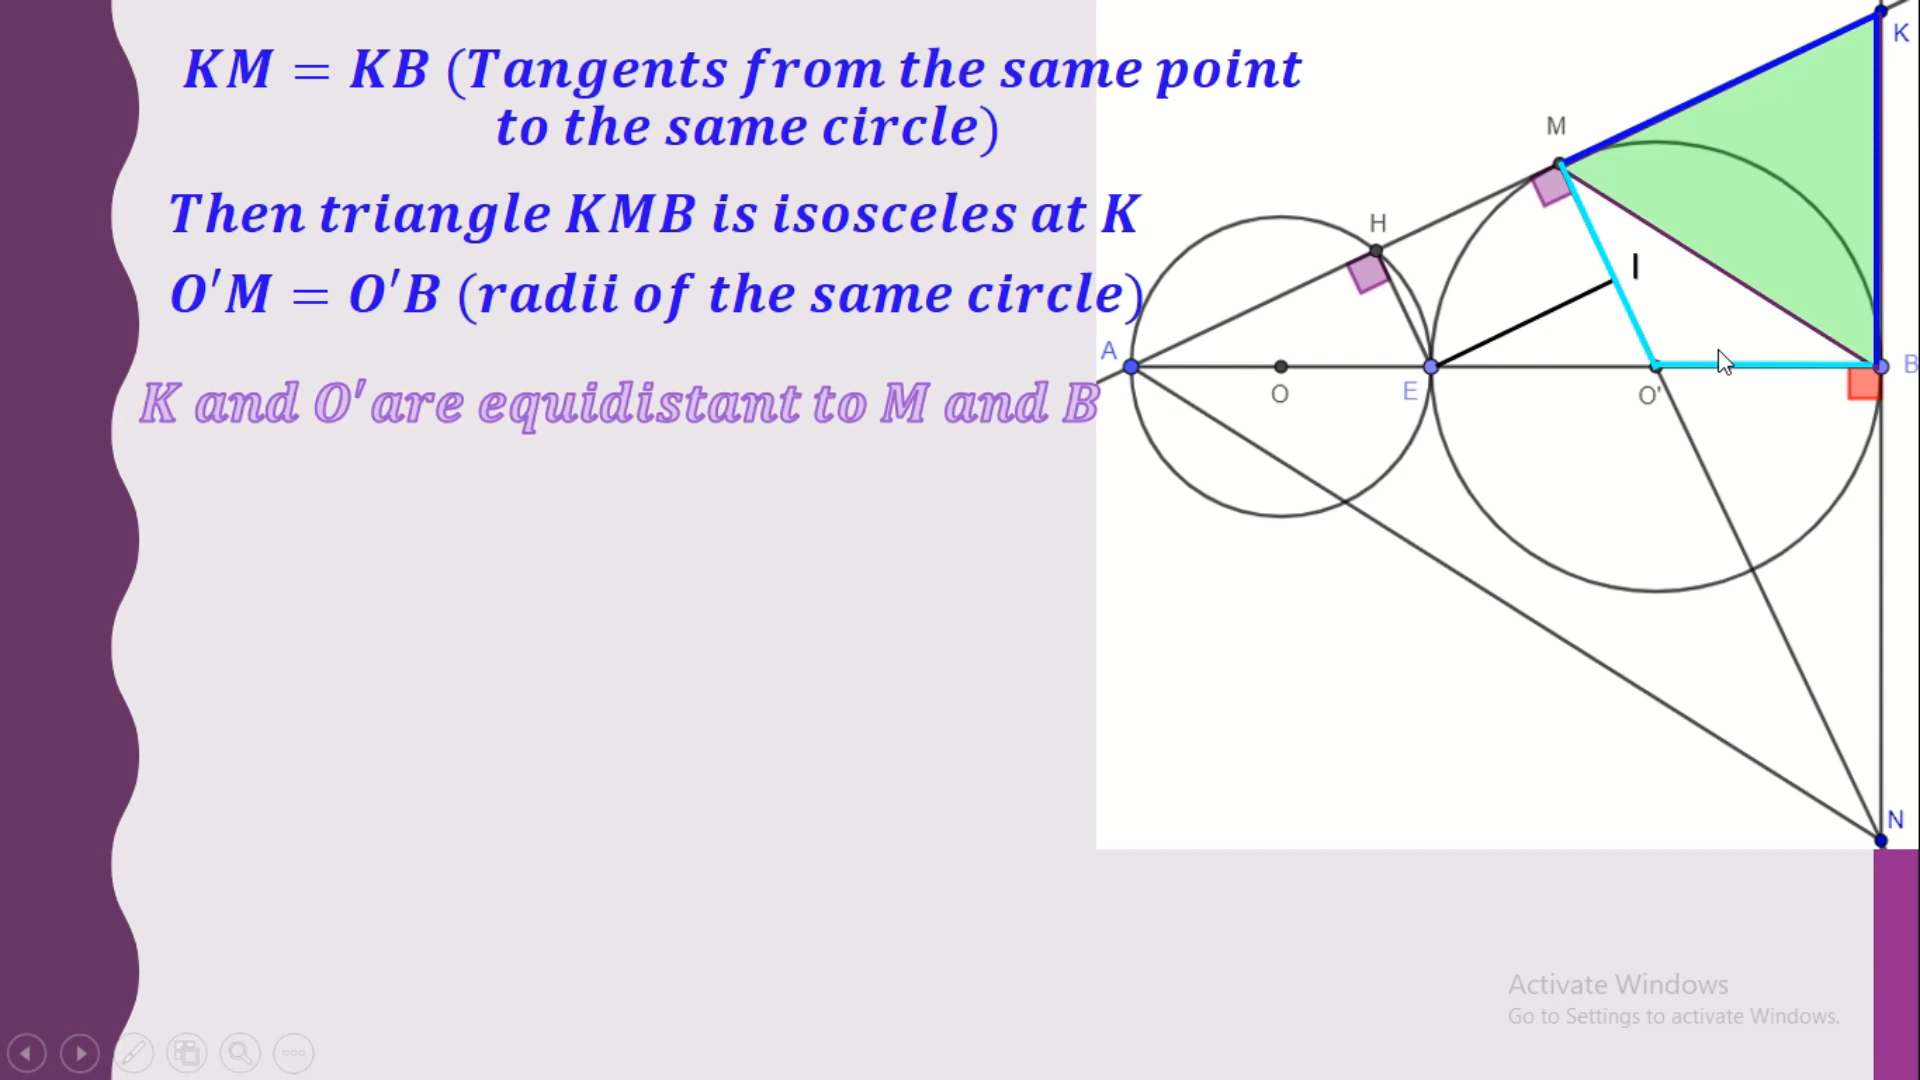 KM = KB (Tangents from the same point
to the same circle)
Then triangle KMB is isosceles at K
O'M = O'B (radii of the same circle)
K and O' are equidistant to M and B
K
M
H
I
A
O
E
O'
B
N
Activate Windows
Go to Settings to activate Windows.